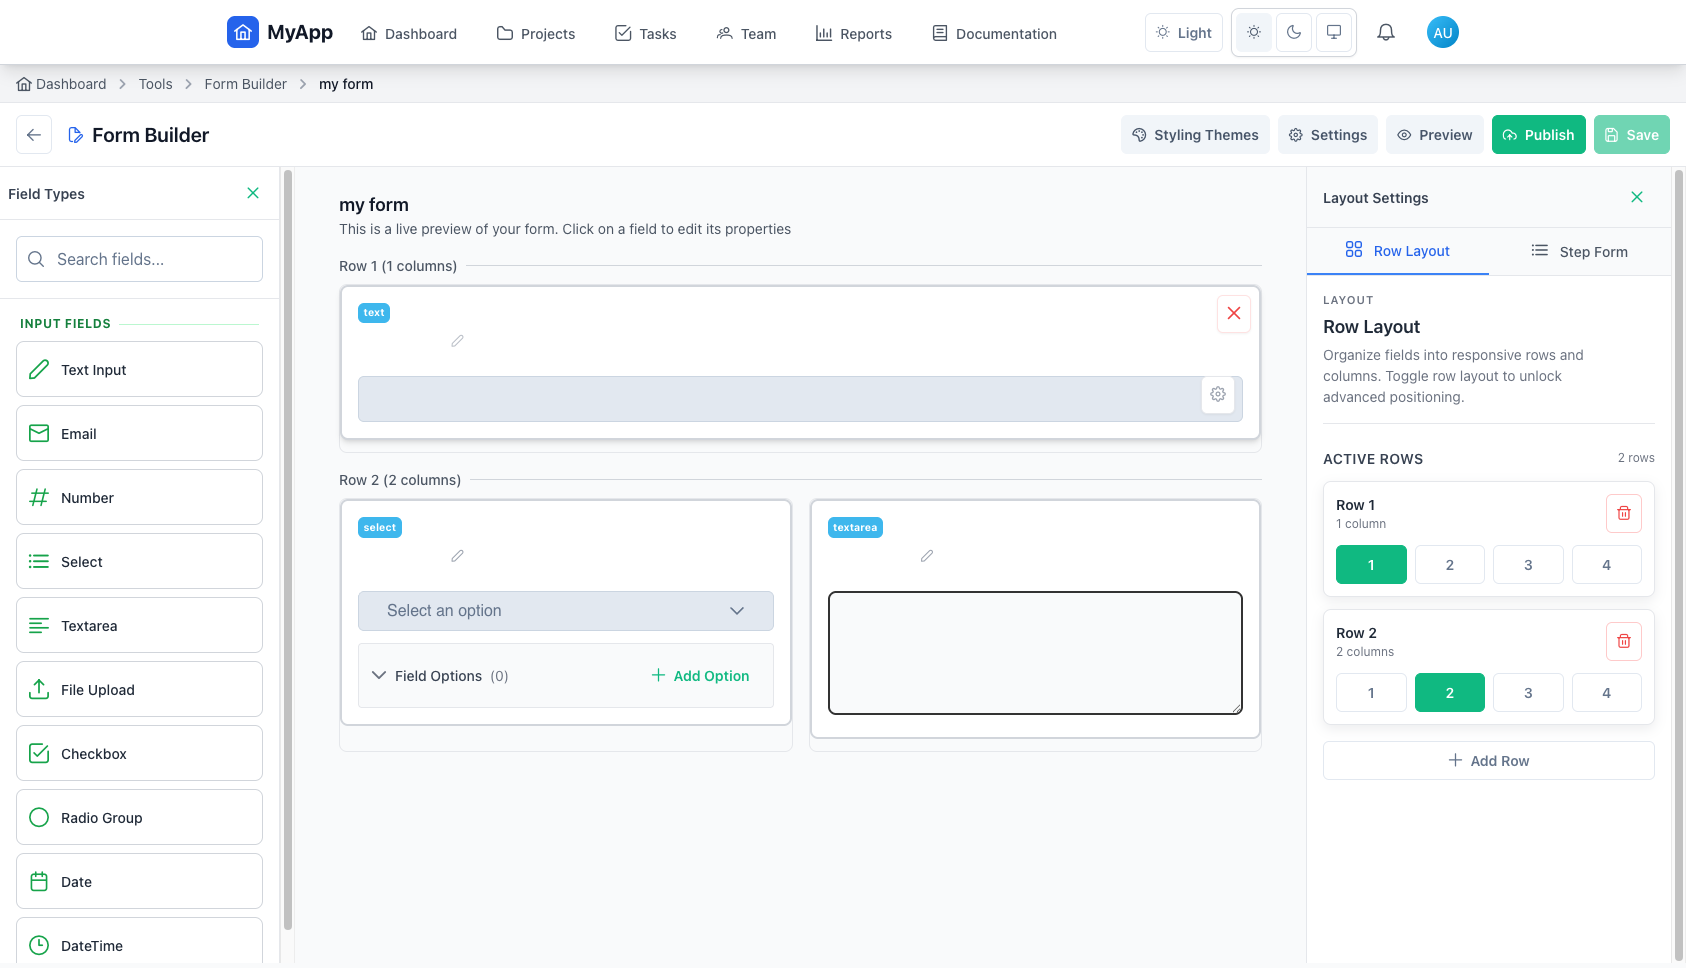 MyApp
Dashboard
Projects
Tasks
Team
Reports
Documentation
Light
AU
Dashboard
Tools
Form Builder
my form
Form Builder
Styling Themes
Settings
Preview
Publish
Save
Field Types
Search fields...
INPUT FIELDS
Text Input
Email
Number
Select
Textarea
File Upload
Checkbox
Radio Group
Date
DateTime
my form
This is a live preview of your form. Click on a field to edit its properties
Row 1 (1 columns)
text
Row 2 (2 columns)
select
Select an option
Field Options (0)
Add Option
textarea
Layout Settings
Row Layout
Step Form
LAYOUT
Row Layout
Organize fields into responsive rows and
columns. Toggle row layout to unlock
advanced positioning.
ACTIVE ROWS
2 rows
Row 1
1 column
1 2 3 4
Row 2
2 columns
1 2 3 4
Add Row